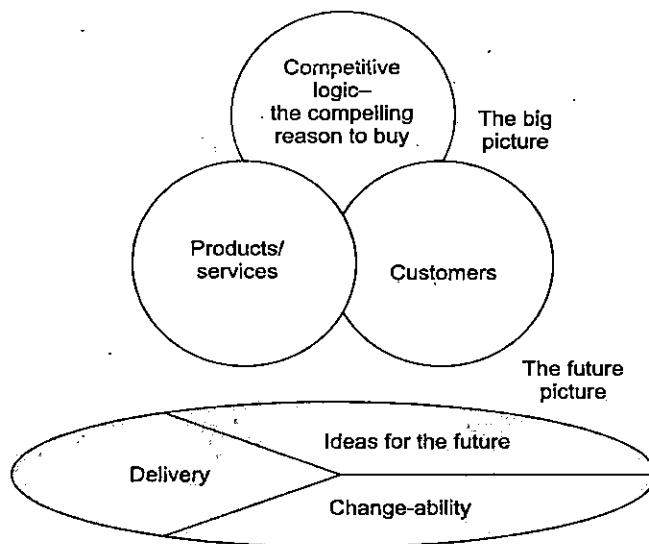 Competitive
logic–
the compelling
reason to buy
The big
picture
Products/
services
Customers
The future
picture
Ideas for the future
Delivery
Change-ability